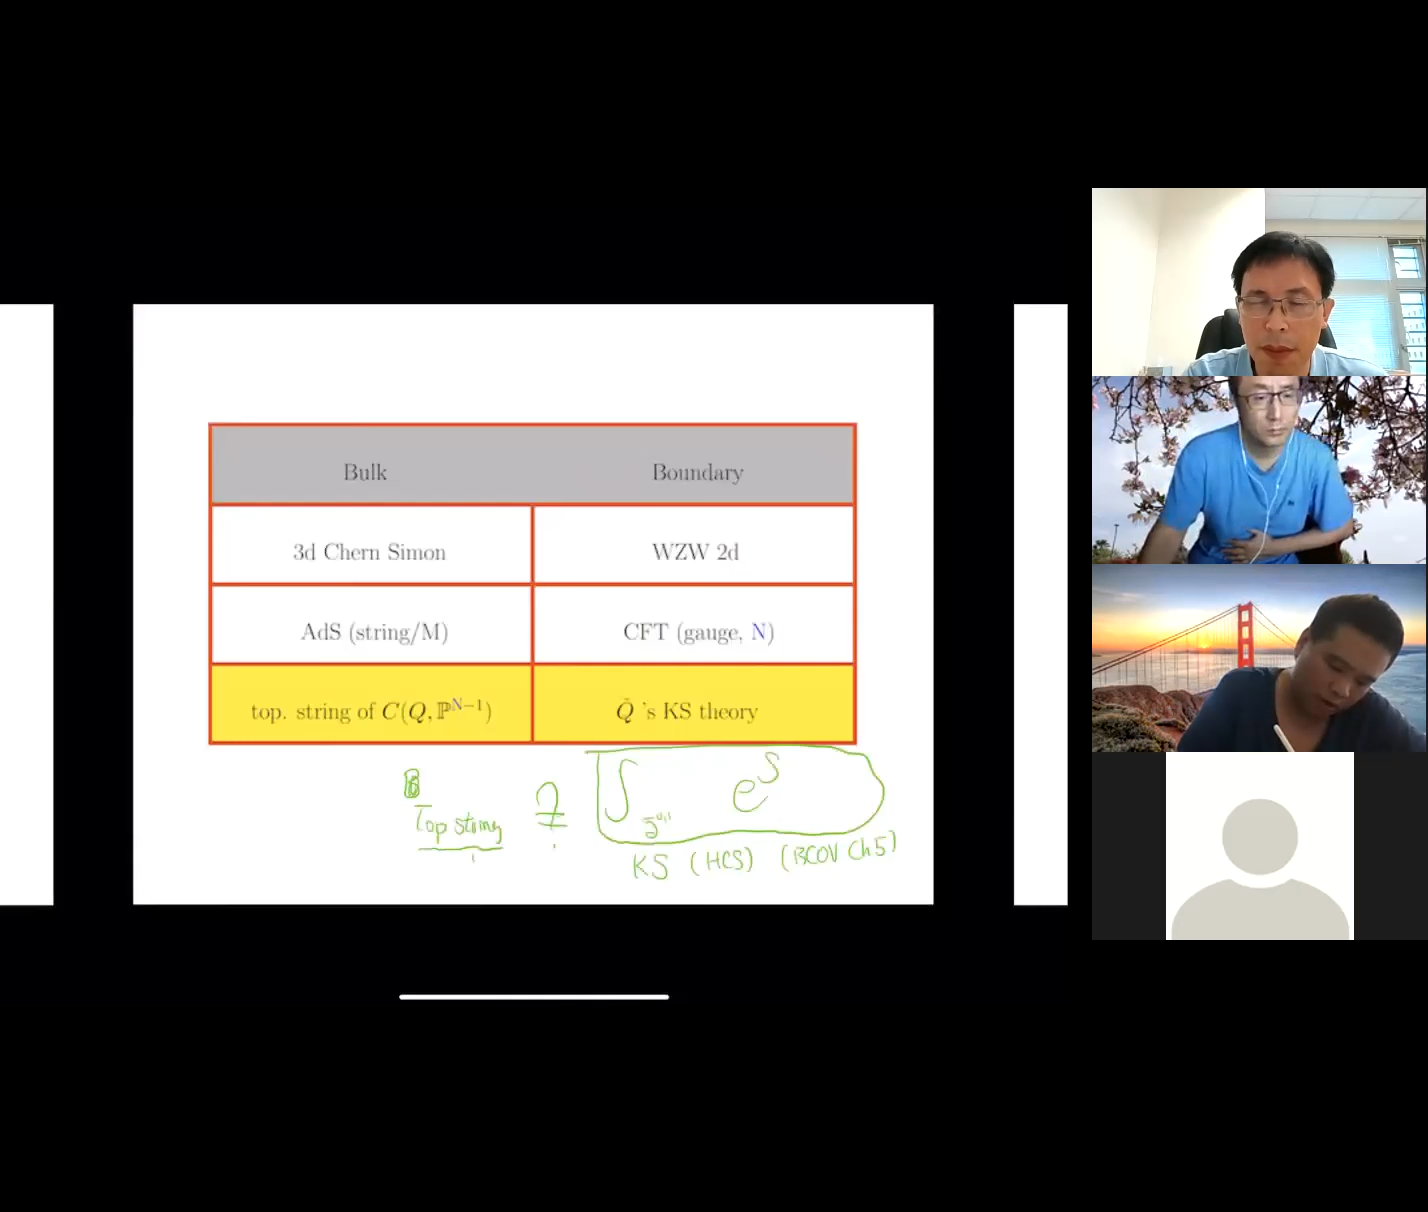 Bulk Boundary
3d Chern Simon WZW 2d
AdS (string/M) CFT (gauge, N)
top. string of C(Q, ℙᴺ⁻¹) Q̌ 's KS theory
B
Top string ≟ ∫ e^S
KS (HCS) (BCOV Ch5)